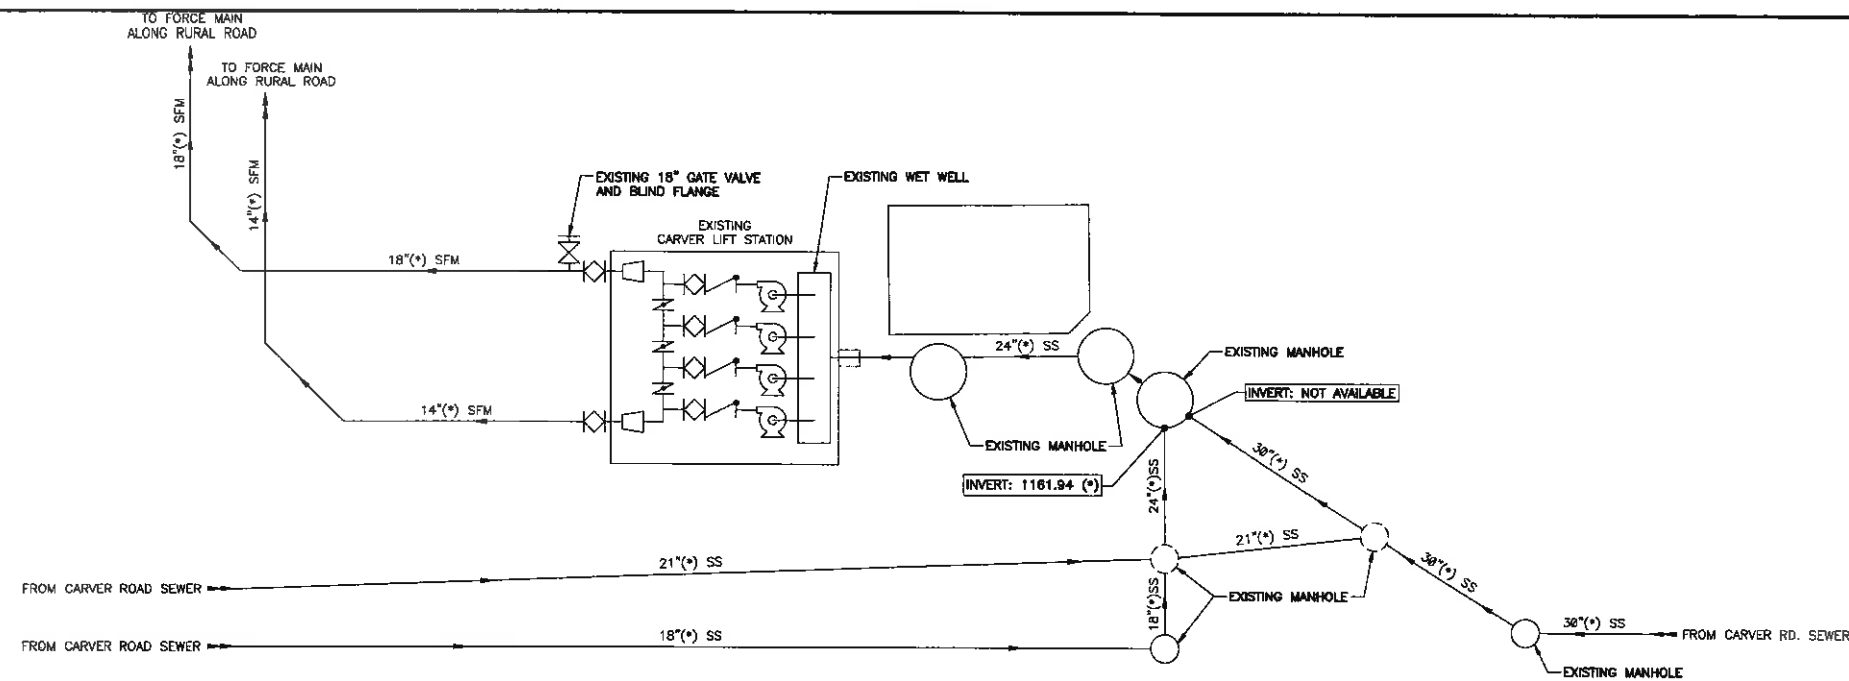 TO FORCE MAIN
ALONG RURAL ROAD
TO FORCE MAIN
ALONG RURAL ROAD
18"(*) SFM
14"(*) SFM
EXISTING 18" GATE VALVE
AND BLIND FLANGE
EXISTING WET WELL
EXISTING
CARVER LIFT STATION
18"(*) SFM
14"(*) SFM
24"(*) SS
EXISTING MANHOLE
INVERT: NOT AVAILABLE
EXISTING MANHOLE
INVERT: 1161.94 (*)
24"(*)SS
30"(*) SS
21"(*) SS
21"(*) SS
30"(*) SS
FROM CARVER ROAD SEWER
EXISTING MANHOLE
18"(*)SS
18"(*) SS
FROM CARVER ROAD SEWER
30"(*) SS
FROM CARVER RD. SEWER
EXISTING MANHOLE